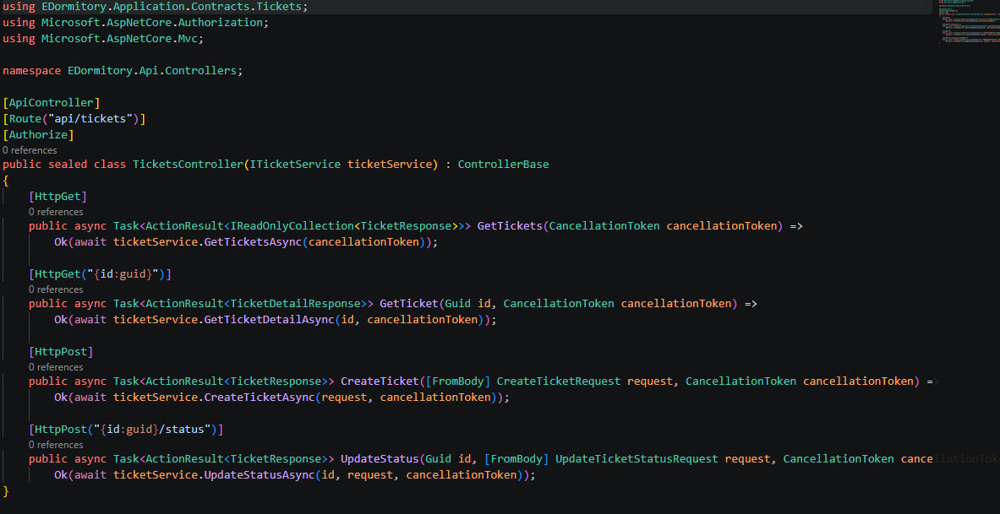 using EDormitory.Application.Contracts.Tickets;
using Microsoft.AspNetCore.Authorization;
using Microsoft.AspNetCore.Mvc;

namespace EDormitory.Api.Controllers;

[ApiController]
[Route("api/tickets")]
[Authorize]
0 references
public sealed class TicketsController(ITicketService ticketService) : ControllerBase
{
    [HttpGet]
    0 references
    public async Task<ActionResult<IReadOnlyCollection<TicketResponse>>> GetTickets(CancellationToken cancellationToken) =>
        Ok(await ticketService.GetTicketsAsync(cancellationToken));

    [HttpGet("{id:guid}")]
    0 references
    public async Task<ActionResult<TicketDetailResponse>> GetTicket(Guid id, CancellationToken cancellationToken) =>
        Ok(await ticketService.GetTicketDetailAsync(id, cancellationToken));

    [HttpPost]
    0 references
    public async Task<ActionResult<TicketResponse>> CreateTicket([FromBody] CreateTicketRequest request, CancellationToken cancellationToken) =>
        Ok(await ticketService.CreateTicketAsync(request, cancellationToken));

    [HttpPost("{id:guid}/status")]
    0 references
    public async Task<ActionResult<TicketResponse>> UpdateStatus(Guid id, [FromBody] UpdateTicketStatusRequest request, CancellationToken cancellationTok
        Ok(await ticketService.UpdateStatusAsync(id, request, cancellationToken));
}